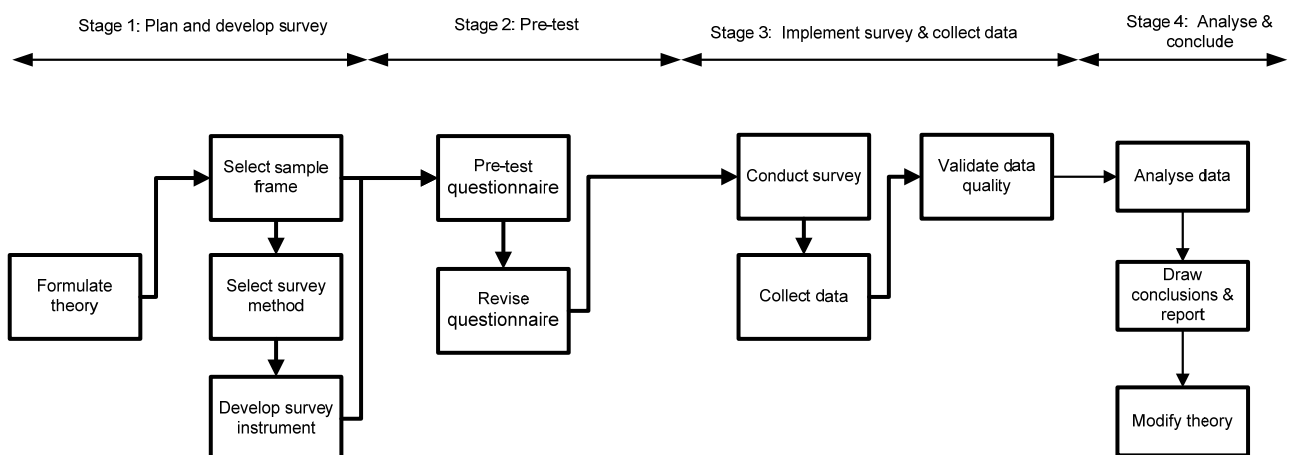 Stage 1: Plan and develop survey
Stage 2: Pre-test
Stage 3: Implement survey & collect data
Stage 4: Analyse &
conclude
Formulate
theory
Select sample
frame
Select survey
method
Develop survey
instrument
Pre-test
questionnaire
Revise
questionnaire
Conduct survey
Collect data
Validate data
quality
Analyse data
Draw
conclusions &
report
Modify theory